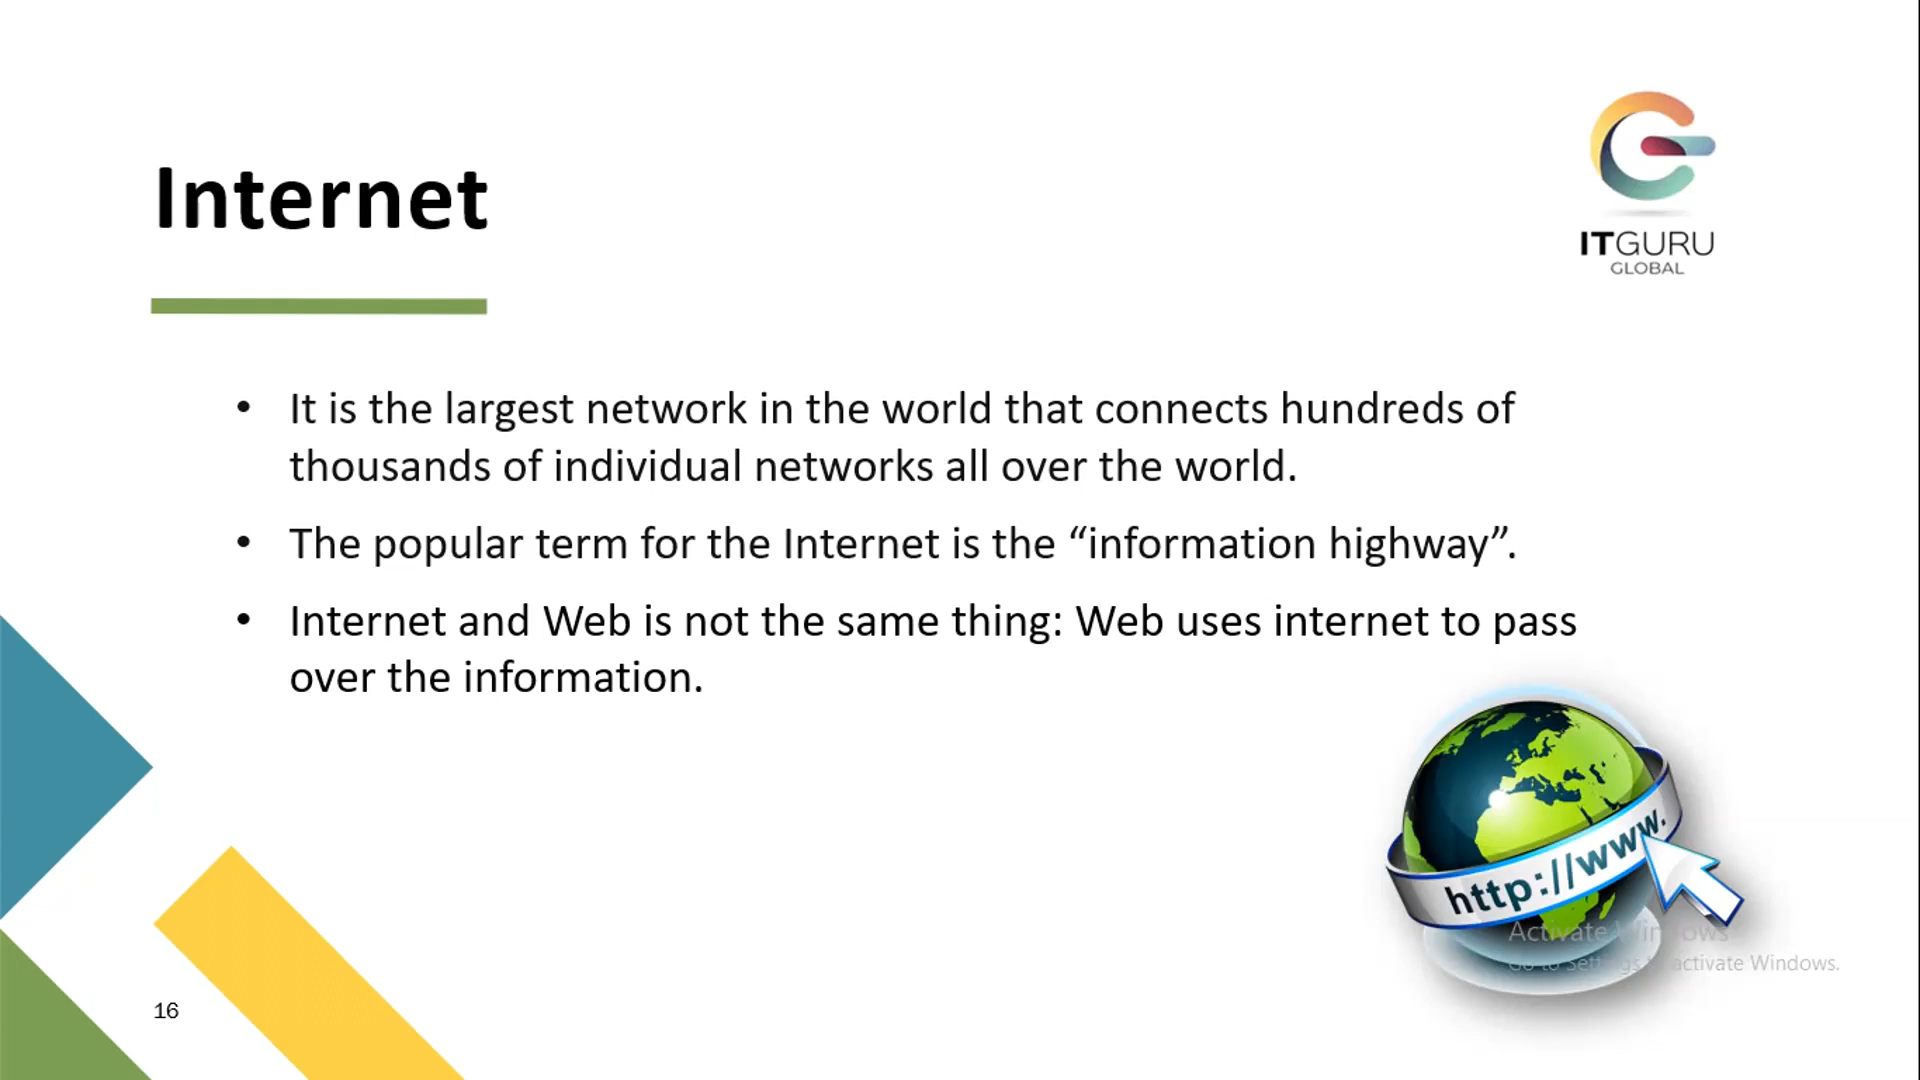 Internet
ITGURU
GLOBAL
• It is the largest network in the world that connects hundreds of
thousands of individual networks all over the world.
• The popular term for the Internet is the “information highway”.
• Internet and Web is not the same thing: Web uses internet to pass
over the information.
http://www.
Activate Windows
Go to Settings to activate Windows.
16